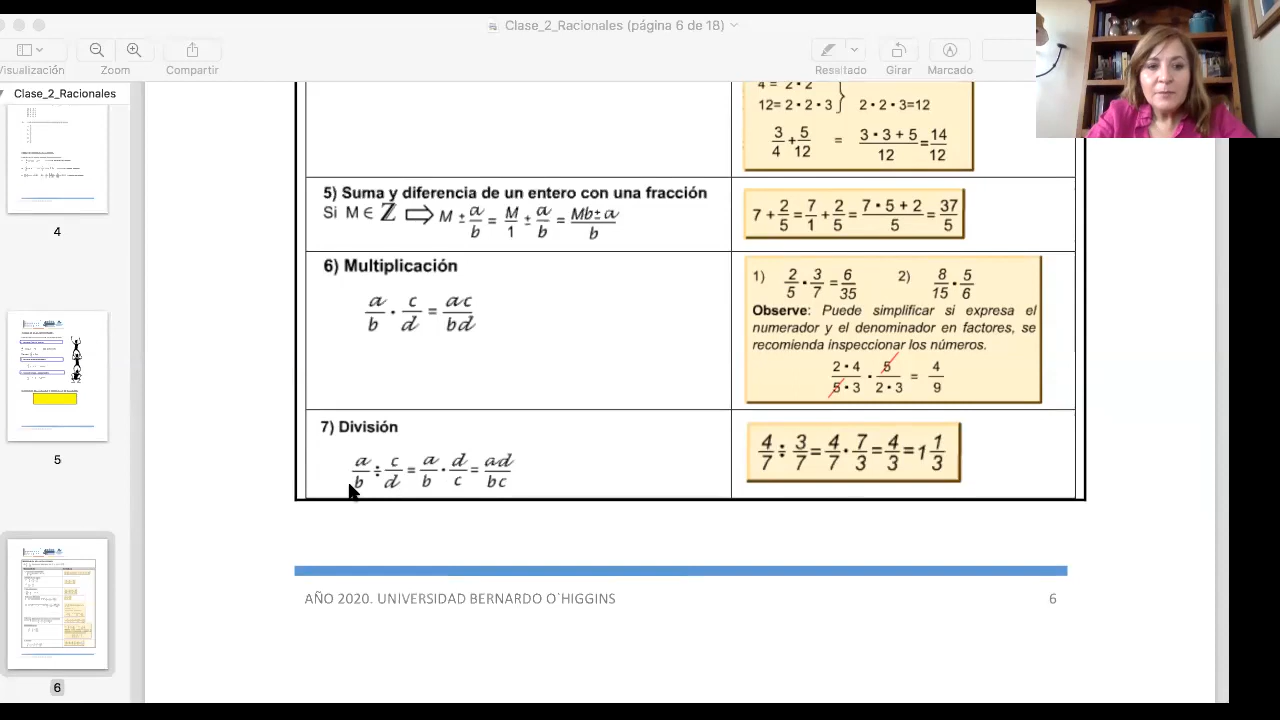 Clase_2_Racionales (página 6 de 18)
Visualización
Zoom
Compartir
Resaltado
Girar
Marcado
Clase_2_Racionales
4
5
6
4 = 2 • 2
12= 2 • 2 • 3 } 2 • 2 • 3=12
3/4 + 5/12 = (3 • 3 + 5)/12 = 14/12
5) Suma y diferencia de un entero con una fracción
Si M ∈ ℤ ⇨ M ± a/b = M/1 ± a/b = (Mb ± a)/b
7 + 2/5 = 7/1 + 2/5 = (7 • 5 + 2)/5 = 37/5
6) Multiplicación
a/b · c/d = ac/bd
1) 2/5 • 3/7 = 6/35 2) 8/15 • 5/6
Observe: Puede simplificar si expresa el
numerador y el denominador en factores, se
recomienda inspeccionar los números.
(2 • 4)/(5 • 3) • 5/(2 • 3) = 4/9
7) División
a/b ÷ c/d = a/b · d/c = ad/bc
4/7 ÷ 3/7 = 4/7 • 7/3 = 4/3 = 1 1/3
AÑO 2020. UNIVERSIDAD BERNARDO O´HIGGINS
6